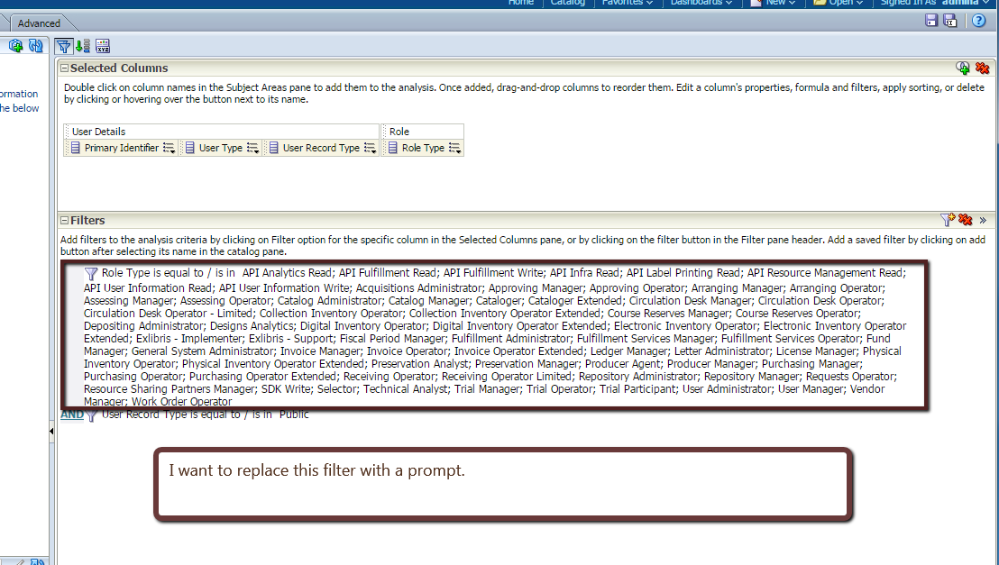 Home Catalog Favorites Dashboards New Open Signed In As
Advanced
ormation
he below
Selected Columns
Double click on column names in the Subject Areas pane to add them to the analysis. Once added, drag-and-drop columns to reorder them. Edit a column's properties, formula and filters, apply sorting, or delete
by clicking or hovering over the button next to its name.
User Details Role
Primary Identifier User Type User Record Type Role Type
Filters
Add filters to the analysis criteria by clicking on Filter option for the specific column in the Selected Columns pane, or by clicking on the filter button in the Filter pane header. Add a saved filter by clicking on add
button after selecting its name in the catalog pane.
Role Type is equal to / is in API Analytics Read; API Fulfillment Read; API Fulfillment Write; API Infra Read; API Label Printing Read; API Resource Management Read;
API User Information Read; API User Information Write; Acquisitions Administrator; Approving Manager; Approving Operator; Arranging Manager; Arranging Operator;
Assessing Manager; Assessing Operator; Catalog Administrator; Catalog Manager; Cataloger; Cataloger Extended; Circulation Desk Manager; Circulation Desk Operator;
Circulation Desk Operator - Limited; Collection Inventory Operator; Collection Inventory Operator Extended; Course Reserves Manager; Course Reserves Operator;
Depositing Administrator; Designs Analytics; Digital Inventory Operator; Digital Inventory Operator Extended; Electronic Inventory Operator; Electronic Inventory Operator
Extended; Exlibris - Implementer; Exlibris - Support; Fiscal Period Manager; Fulfillment Administrator; Fulfillment Services Manager; Fulfillment Services Operator; Fund
Manager; General System Administrator; Invoice Manager; Invoice Operator; Invoice Operator Extended; Ledger Manager; Letter Administrator; License Manager; Physical
Inventory Operator; Physical Inventory Operator Extended; Preservation Analyst; Preservation Manager; Producer Agent; Producer Manager; Purchasing Manager;
Purchasing Operator; Purchasing Operator Extended; Receiving Operator; Receiving Operator Limited; Repository Administrator; Repository Manager; Requests Operator;
Resource Sharing Partners Manager; SDK Write; Selector; Technical Analyst; Trial Manager; Trial Operator; Trial Participant; User Administrator; User Manager; Vendor
Manager; Work Order Operator
AND User Record Type is equal to / is in Public
I want to replace this filter with a prompt.